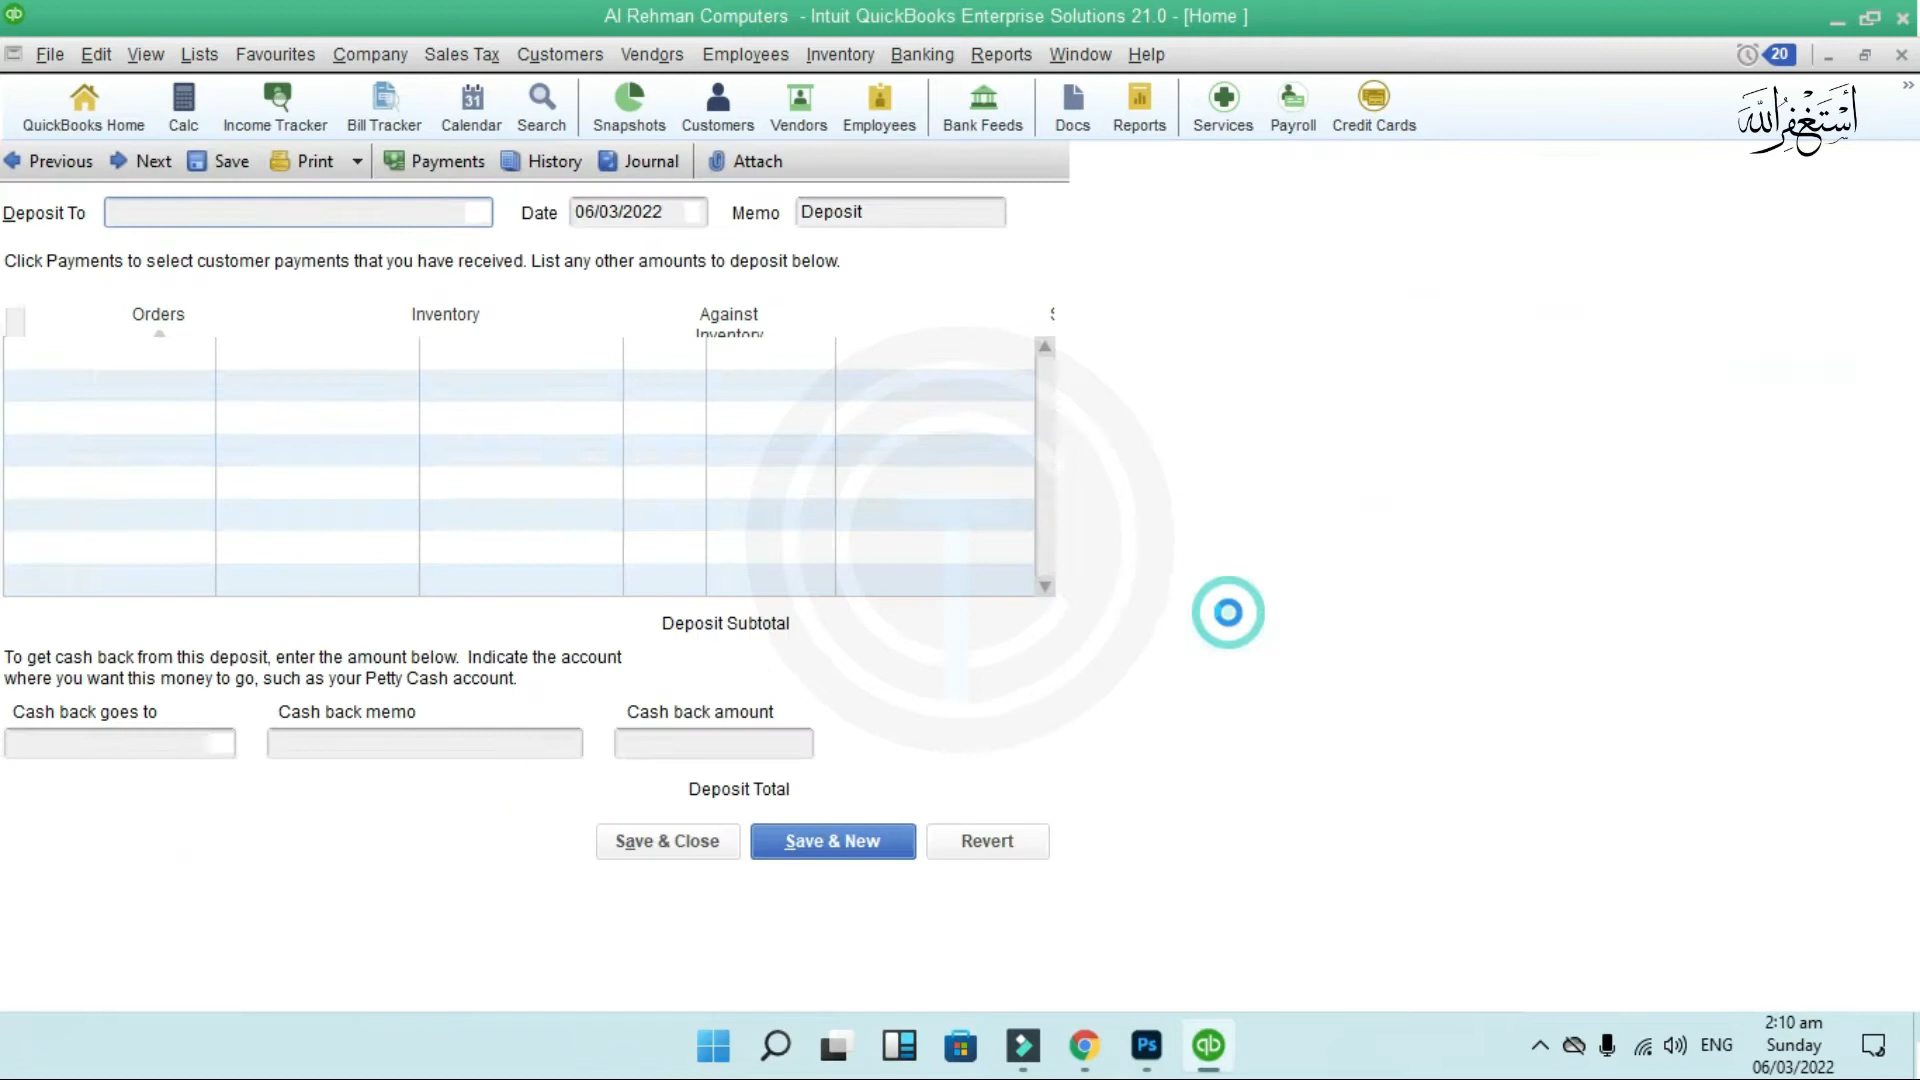 Al Rehman Computers - Intuit QuickBooks Enterprise Solutions 21.0 - [Home ]
File Edit View Lists Favourites Company Sales Tax Customers Vendors Employees Inventory Banking Reports Window Help
20
QuickBooks Home Calc Income Tracker Bill Tracker 31 Calendar Search Snapshots Customers Vendors Employees Bank Feeds Docs Reports Services Payroll Credit Cards
أستغفر الله
Previous Next Save Print Payments History Journal Attach
Deposit To Date 06/03/2022 Memo Deposit
Click Payments to select customer payments that you have received. List any other amounts to deposit below.
Orders Inventory Against
Inventory
Deposit Subtotal
To get cash back from this deposit, enter the amount below. Indicate the account
where you want this money to go, such as your Petty Cash account.
Cash back goes to Cash back memo Cash back amount
Deposit Total
Save & Close Save & New Revert
Ps qb ENG
2:10 am
Sunday
06/03/2022